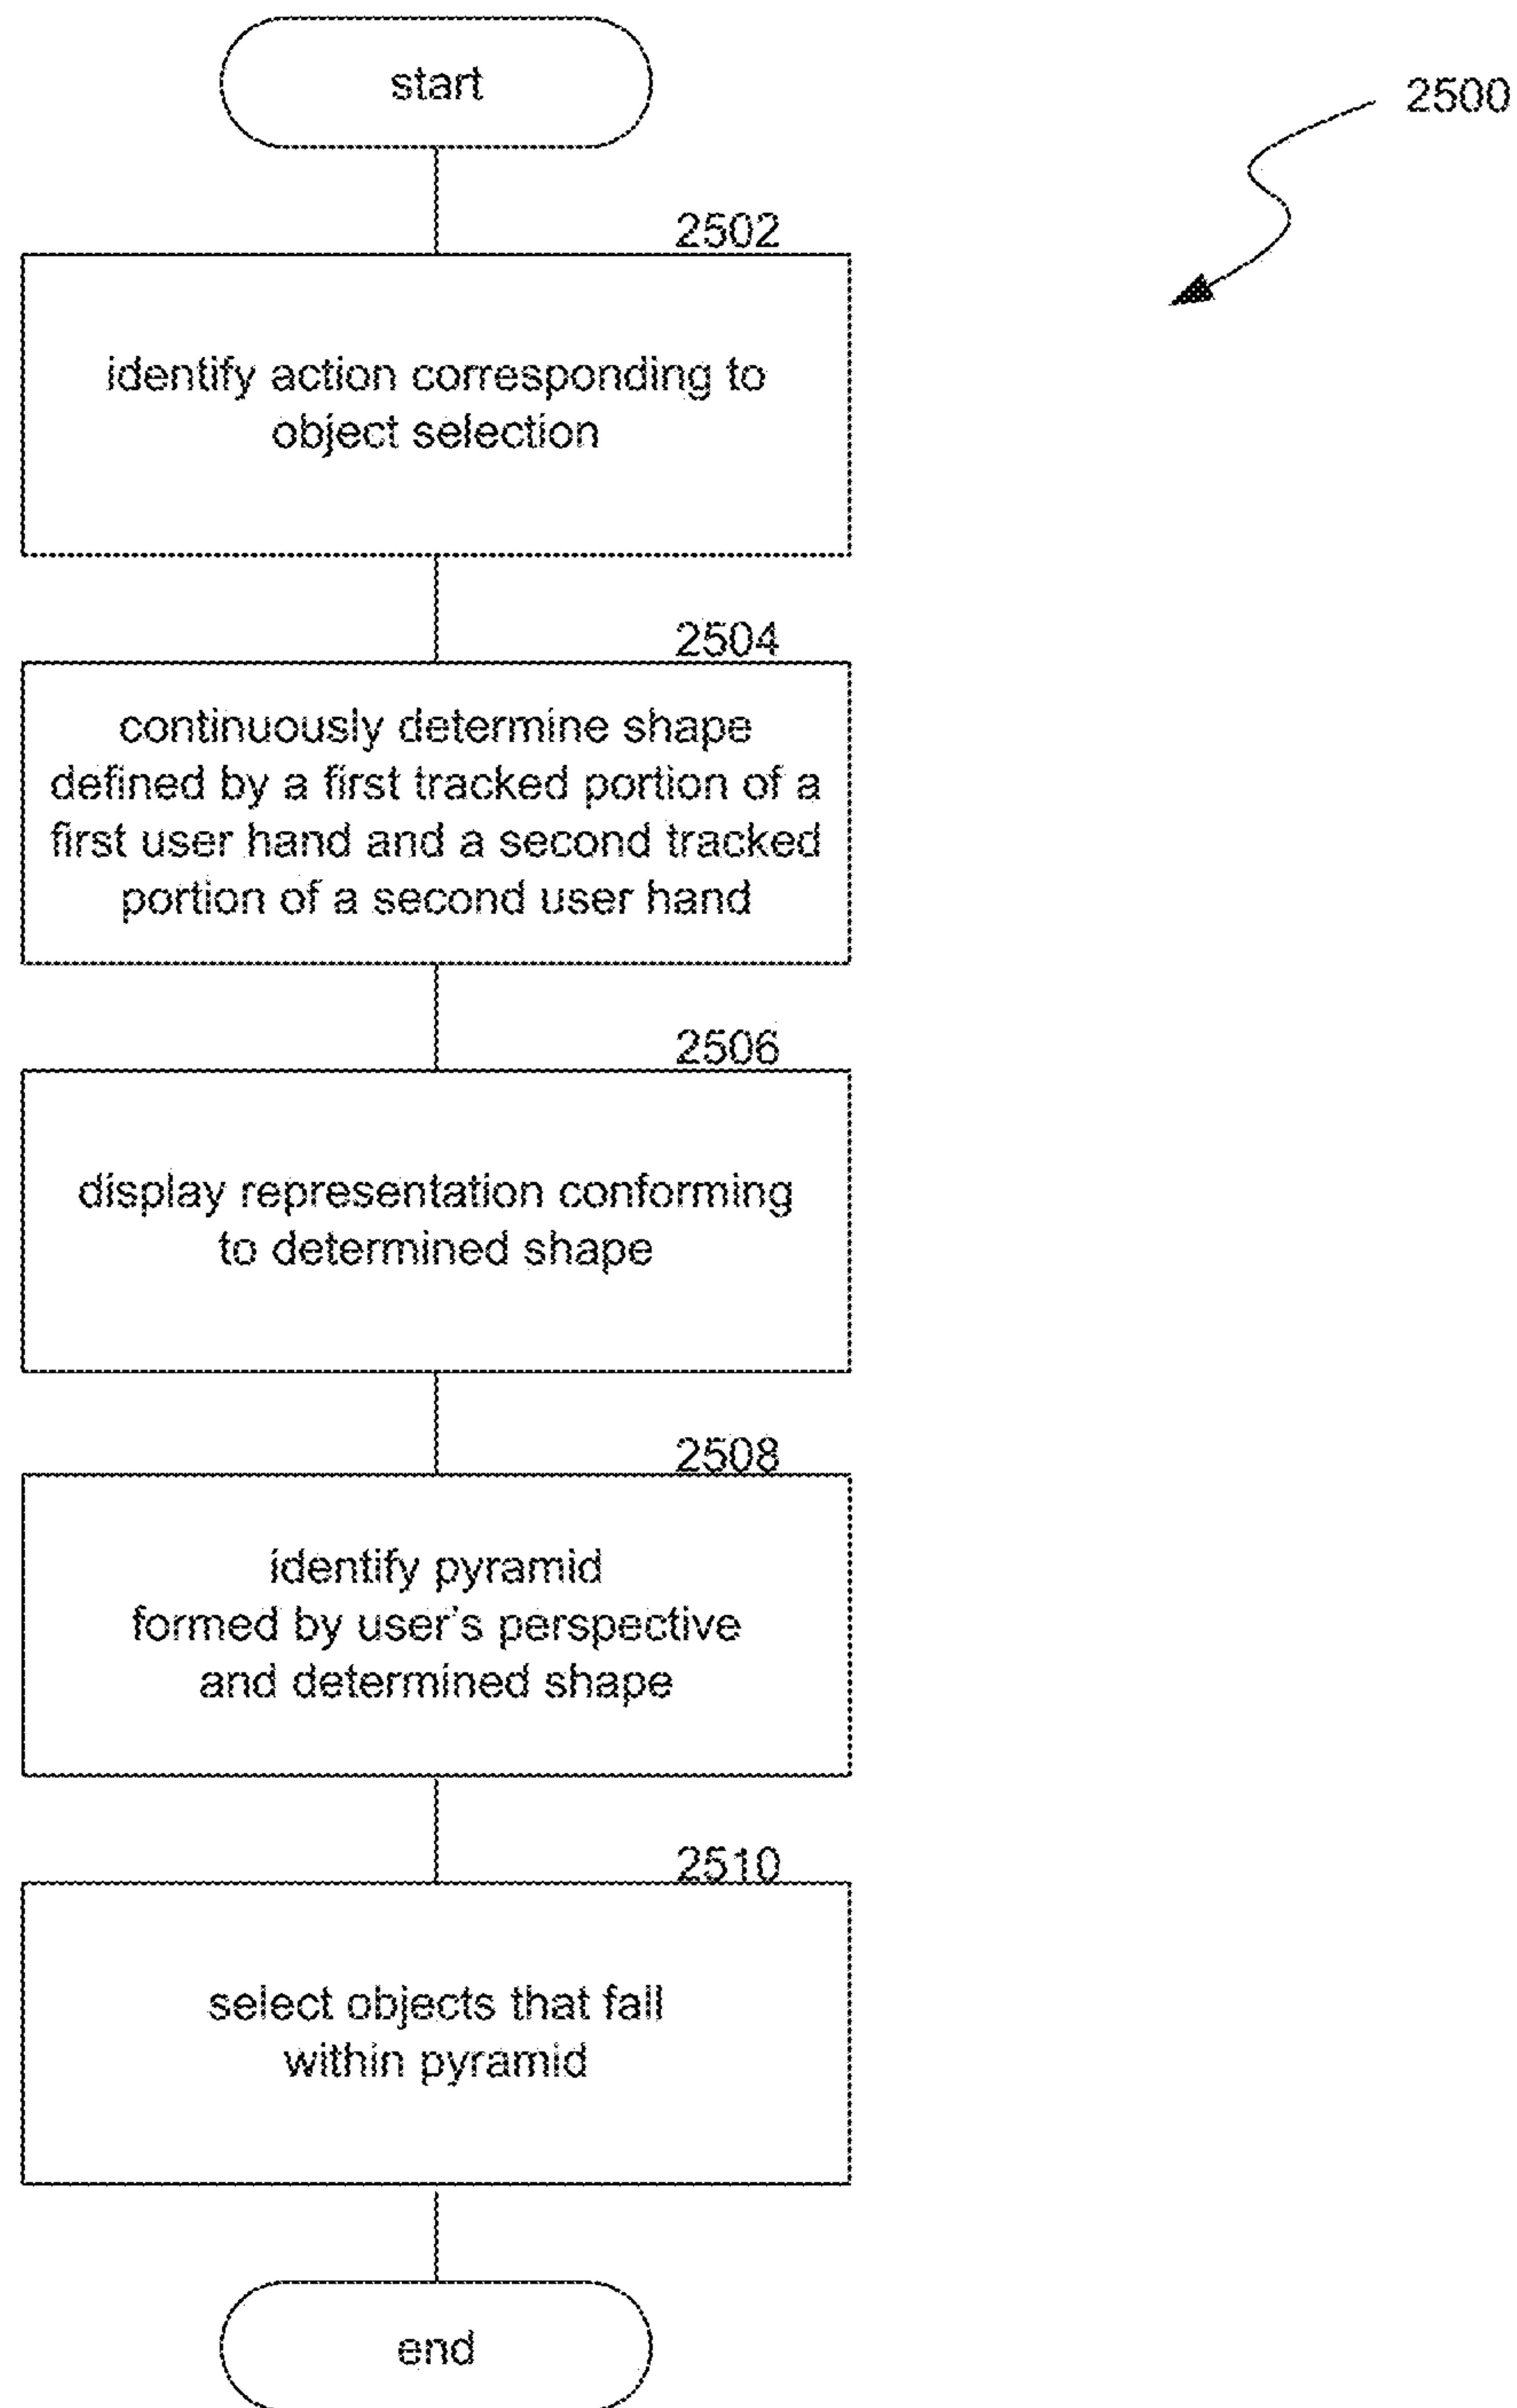 start
2500
2502
identify action corresponding to
object selection
2504
continuously determine shape
defined by a first tracked portion of a
first user hand and a second tracked
portion of a second user hand
2506
display representation conforming
to determined shape
2508
identify pyramid
formed by user's perspective
and determined shape
2510
select objects that fall
within pyramid
end